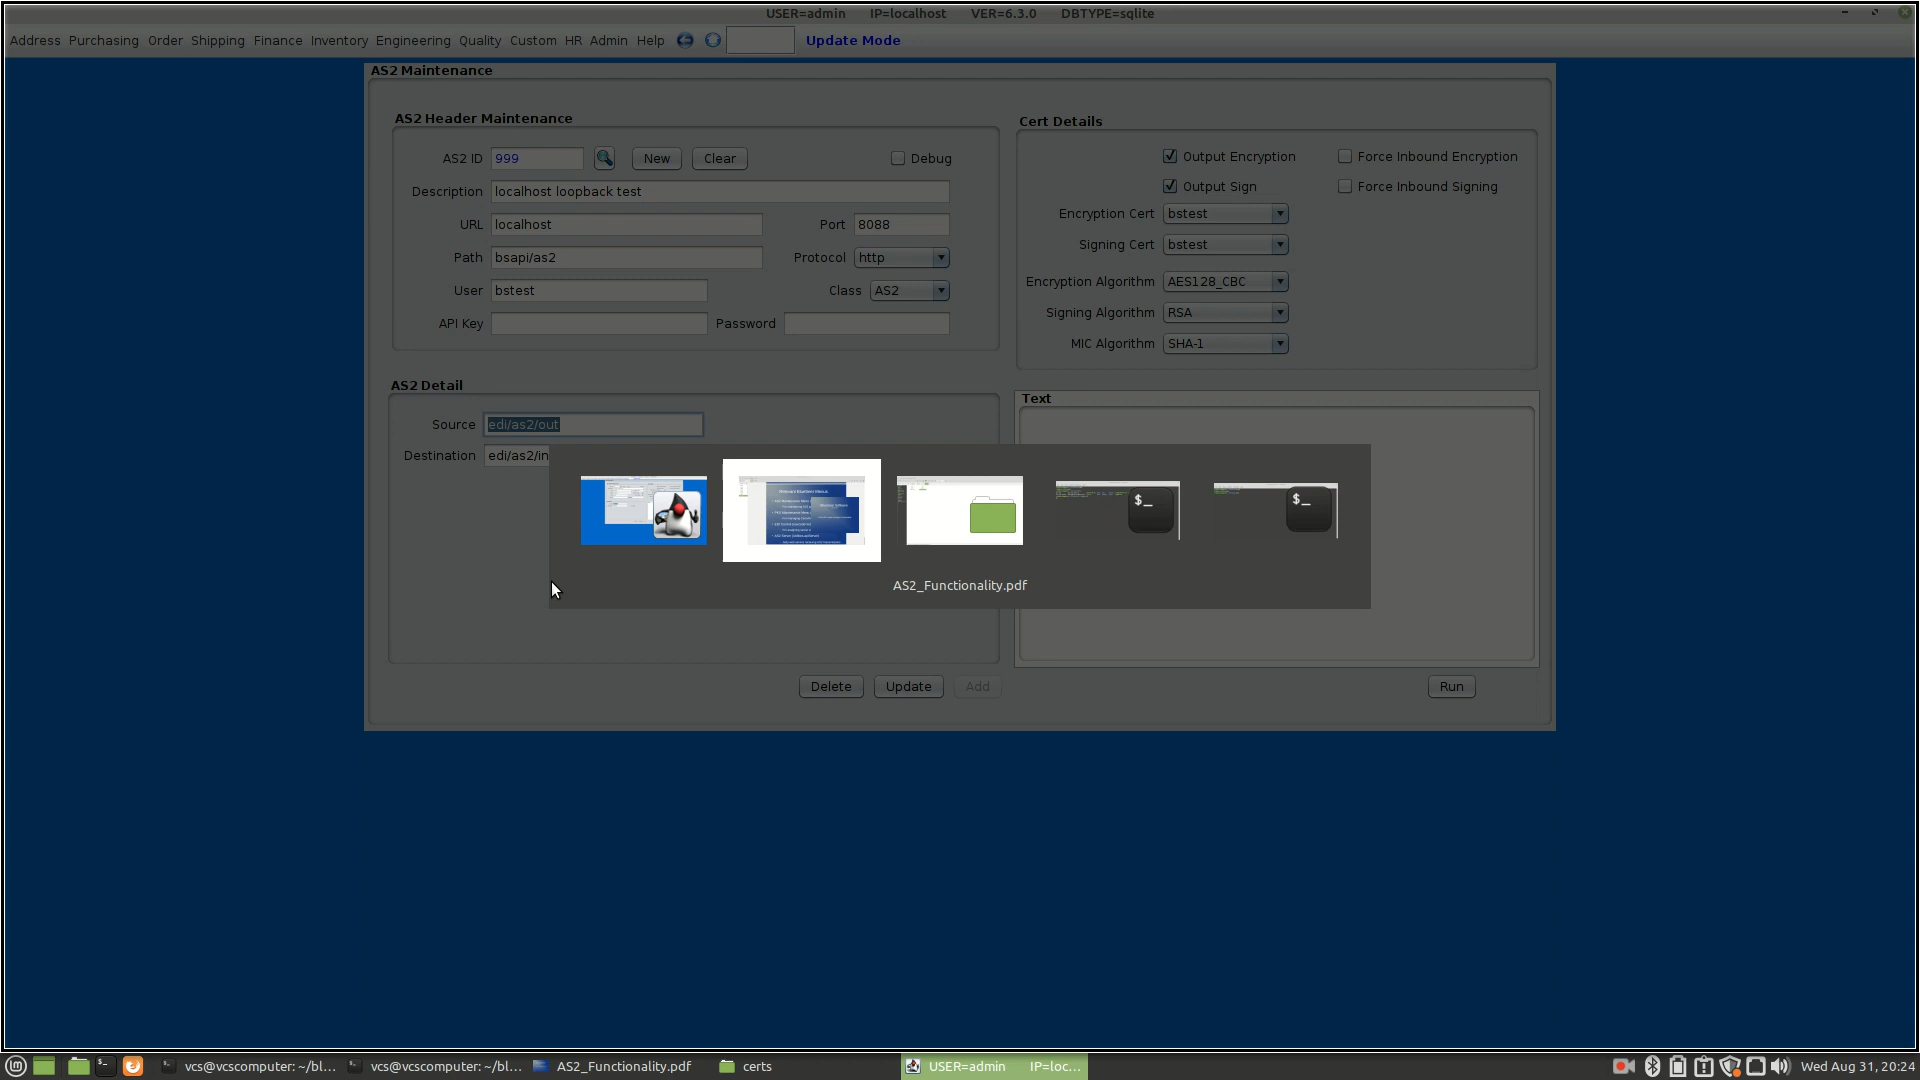 USER=admin IP=localhost VER=6.3.0 DBTYPE=sqlite
Address Purchasing Order Shipping Finance Inventory Engineering Quality Custom HR Admin Help Update Mode
AS2 Maintenance
AS2 Header Maintenance
AS2 ID 999 New Clear Debug
Description localhost loopback test
URL localhost Port 8088
Path bsapi/as2 Protocol http
User bstest Class AS2
API Key Password
Cert Details
Output Encryption Force Inbound Encryption
Output Sign Force Inbound Signing
Encryption Cert bstest
Signing Cert bstest
Encryption Algorithm AES128_CBC
Signing Algorithm RSA
MIC Algorithm SHA-1
AS2 Detail
Source edi/as2/out
Destination edi/as2/in
Text
$_
$_
AS2_Functionality.pdf
Delete Update Add Run
vcs@vcscomputer: ~/bl... vcs@vcscomputer: ~/bl... AS2_Functionality.pdf certs USER=admin IP=loc... Wed Aug 31, 20:24